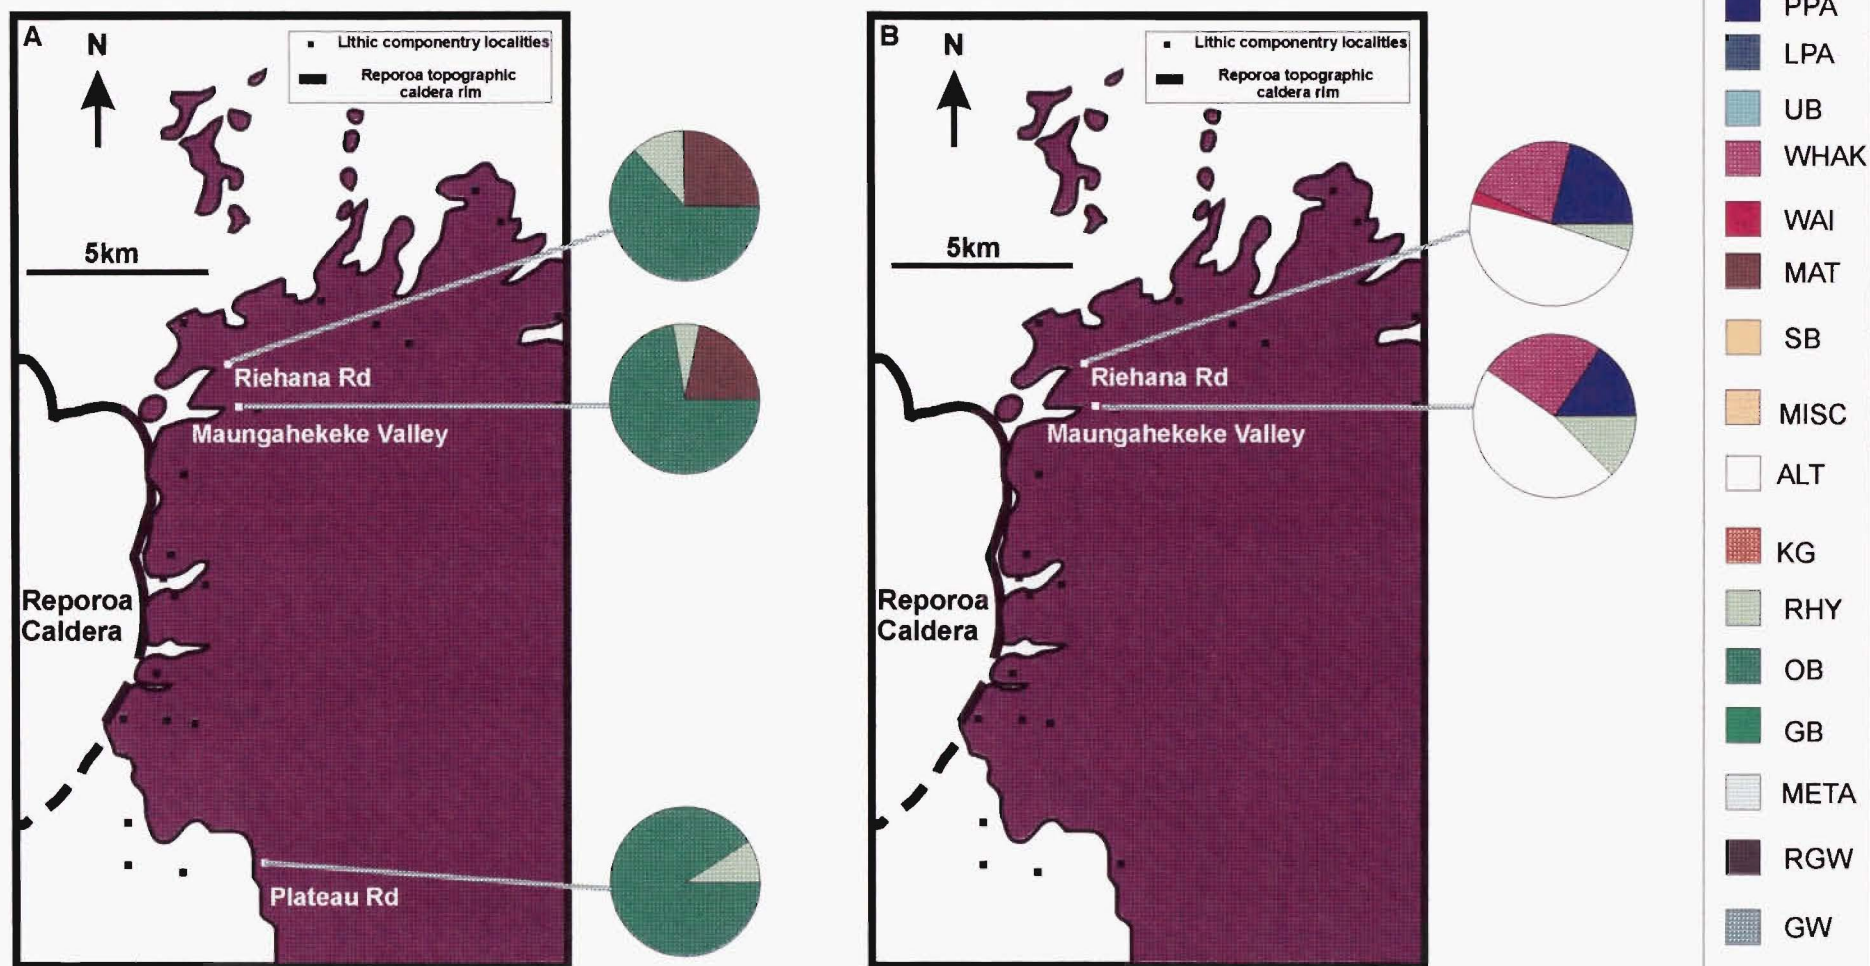 A
N
Lithic componentry localities
Reporoa topographic
caldera rim
5km
Riehana Rd
Maungahekeke Valley
Reporoa
Caldera
Plateau Rd
B
N
Lithic componentry localities
Reporoa topographic
caldera rim
5km
Riehana Rd
Maungahekeke Valley
Reporoa
Caldera
PPA
LPA
UB
WHAK
WAI
MAT
SB
MISC
ALT
KG
RHY
OB
GB
META
RGW
GW